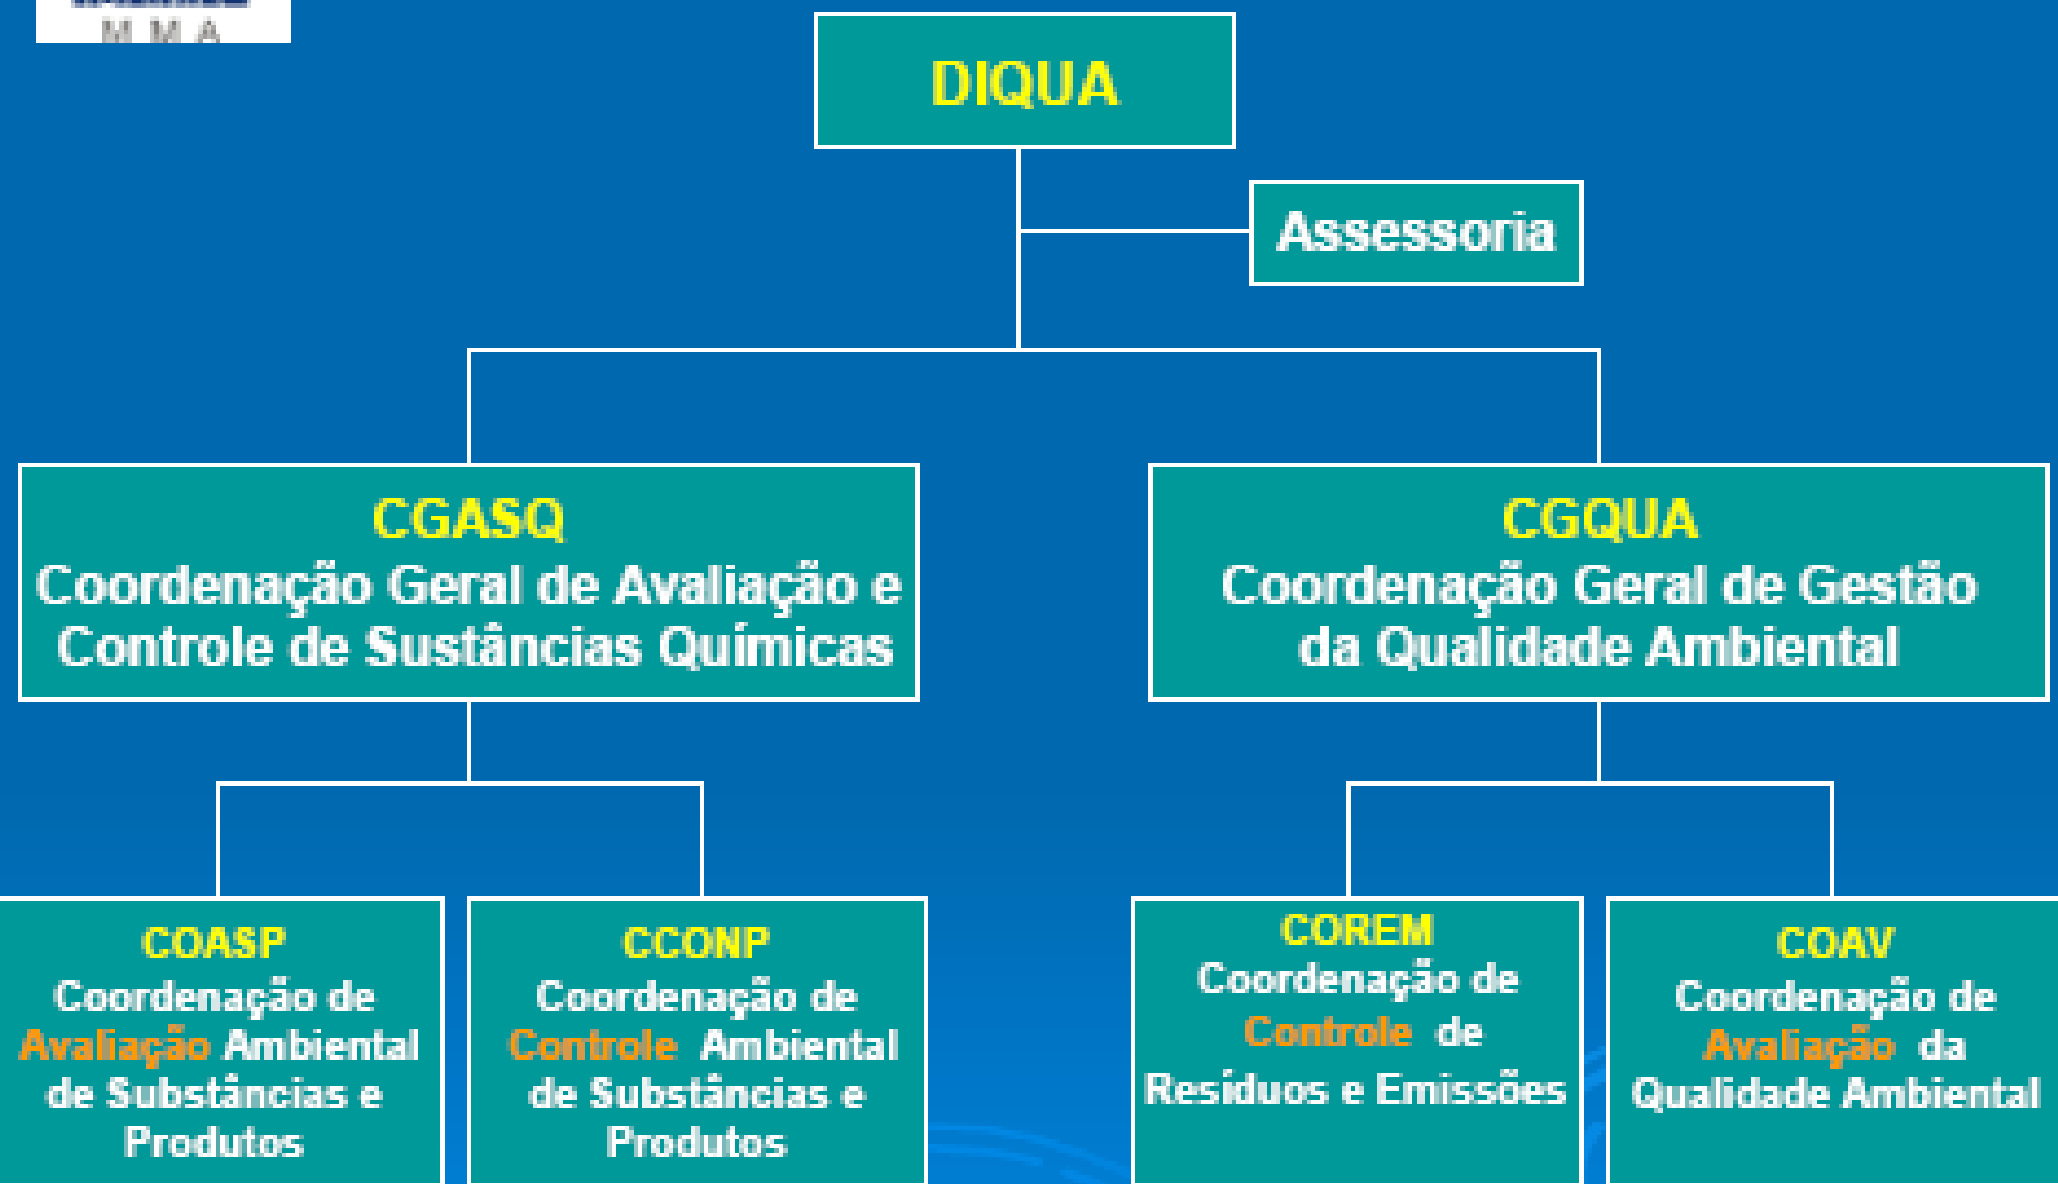 M M A
DIQUA
Assessoria
CGASQ
Coordenação Geral de Avaliação e
Controle de Sustâncias Químicas
CGQUA
Coordenação Geral de Gestão
da Qualidade Ambiental
COASP
Coordenação de
Avaliação Ambiental
de Substâncias e
Produtos
CCONP
Coordenação de
Controle Ambiental
de Substâncias e
Produtos
COREM
Coordenação de
Controle de
Resíduos e Emissões
COAV
Coordenação de
Avaliação da
Qualidade Ambiental